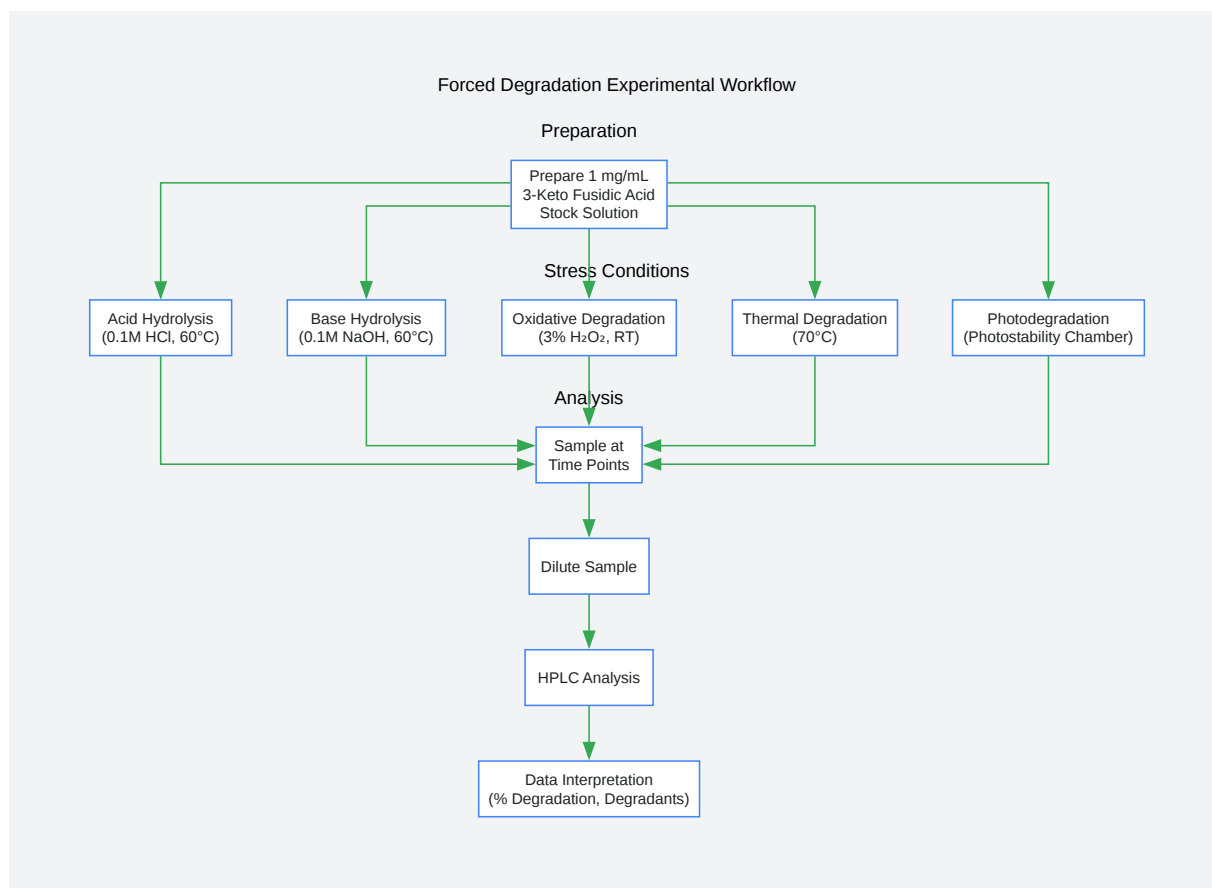 Forced Degradation Experimental Workflow
Preparation
Prepare 1 mg/mL
3-Keto Fusidic Acid
Stock Solution
Stress Conditions
Acid Hydrolysis
(0.1M HCl, 60°C)
Base Hydrolysis
(0.1M NaOH, 60°C)
Oxidative Degradation
(3% H₂O₂, RT)
Thermal Degradation
(70°C)
Photodegradation
(Photostability Chamber)
Analysis
Sample at
Time Points
Dilute Sample
HPLC Analysis
Data Interpretation
(% Degradation, Degradants)